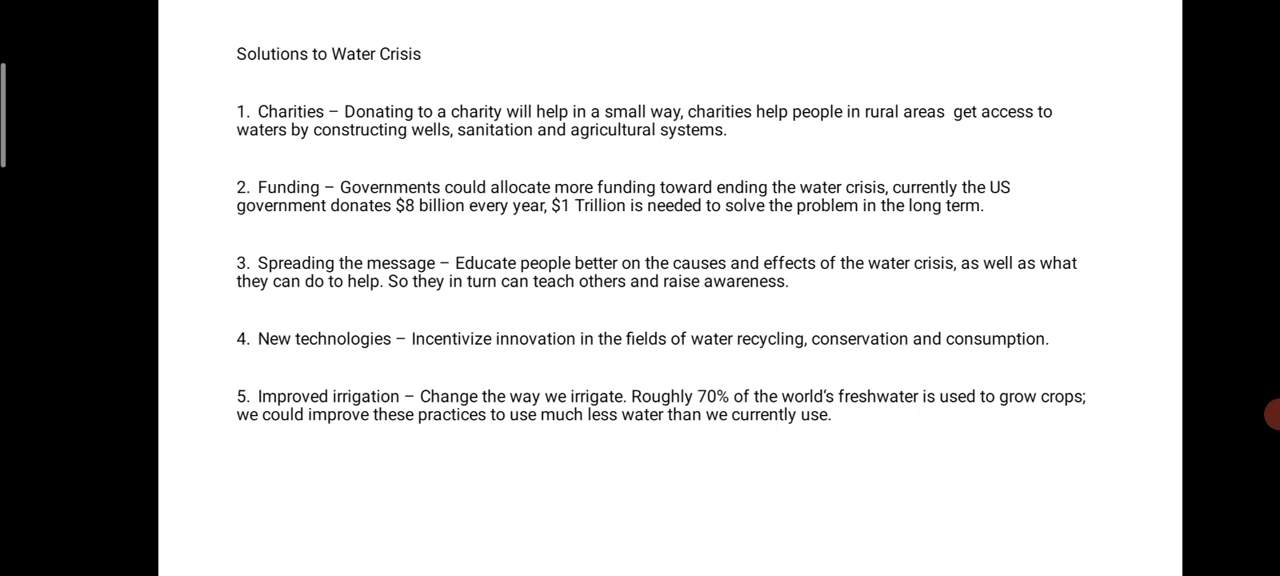 Solutions to Water Crisis
1. Charities – Donating to a charity will help in a small way, charities help people in rural areas  get access to
waters by constructing wells, sanitation and agricultural systems.
2. Funding – Governments could allocate more funding toward ending the water crisis, currently the US
government donates $8 billion every year, $1 Trillion is needed to solve the problem in the long term.
3. Spreading the message – Educate people better on the causes and effects of the water crisis, as well as what
they can do to help. So they in turn can teach others and raise awareness.
4. New technologies – Incentivize innovation in the fields of water recycling, conservation and consumption.
5. Improved irrigation – Change the way we irrigate. Roughly 70% of the world's freshwater is used to grow crops;
we could improve these practices to use much less water than we currently use.